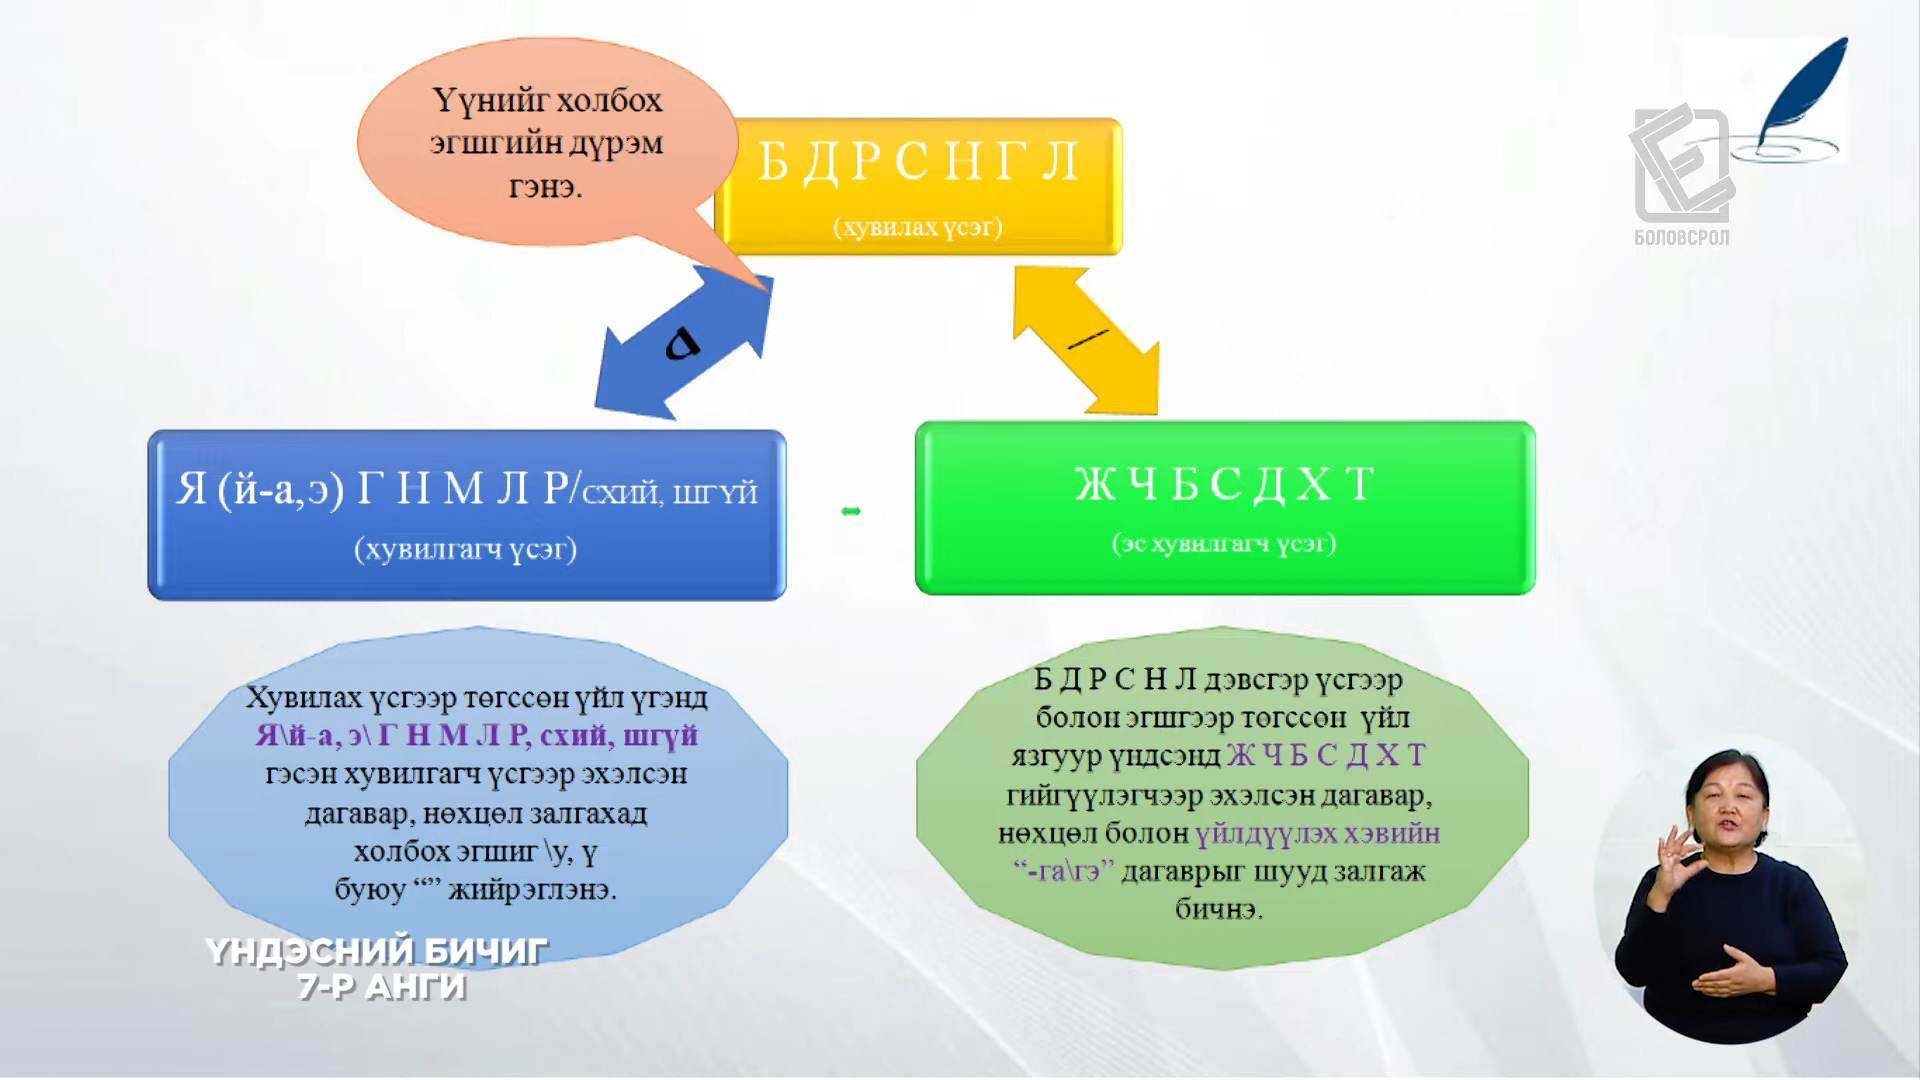 Үүнийг холбох
эгшгийн дүрэм
гэнэ.
Б Д Р С Н Г Л
(хувилах үсэг)
БОЛОВСРОЛ
Я (й-а,э) Г Н М Л Р/схий, шгүй
(хувилгагч үсэг)
-
Ж Ч Б С Д Х Т
(эс хувилгагч үсэг)
Хувилах үсгээр төгссөн үйл үгэнд
Я\й-а, э\ Г Н М Л Р, схий, шгүй
гэсэн хувилгагч үсгээр эхэлсэн
дагавар, нөхцөл залгахад
холбох эгшиг \у, ү
буюу “” жийрэглэнэ.
Б Д Р С Н Л дэвсгэр үсгээр
болон эгшгээр төгссөн үйл
язгуур үндсэнд Ж Ч Б С Д Х Т
гийгүүлэгчээр эхэлсэн дагавар,
нөхцөл болон үйлдүүлэх хэвийн
“-га\гэ” дагаврыг шууд залгаж
бичнэ.
ҮНДЭСНИЙ БИЧИГ
7-Р АНГИ